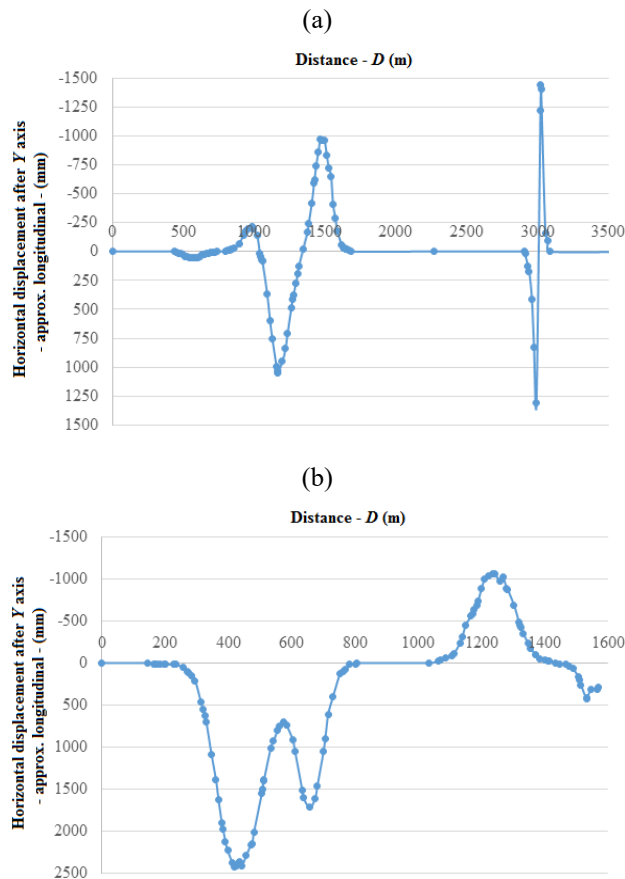 (a)
Distance - D (m)
Horizontal displacement after Y axis
- approx. longitudinal - (mm)
-1500
-1250
-1000
-750
-500
-250
0
250
500
750
1000
1250
1500
0 500 1000 1500 2000 2500 3000 3500
(b)
Distance - D (m)
Horizontal displacement after Y axis
- approx. longitudinal - (mm)
-1500
-1000
-500
0
500
1000
1500
2000
2500
0 200 400 600 800 1000 1200 1400 1600